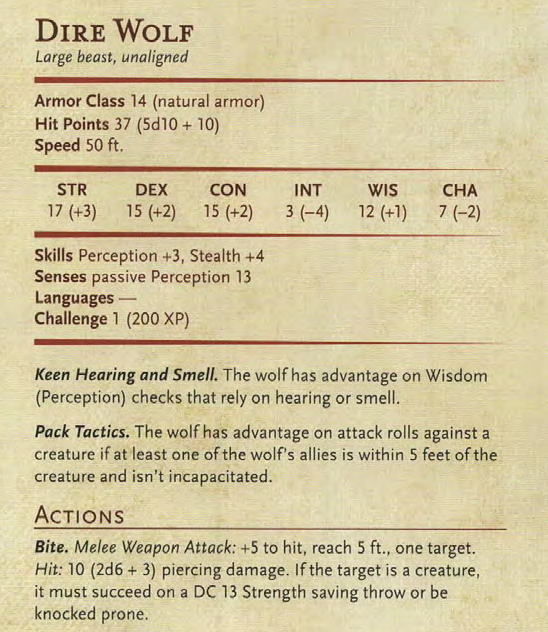 DIRE WOLF
Large beast, unaligned
Armor Class 14 (natural armor)
Hit Points 37 (5d10 + 10)
Speed 50 ft.
STR DEX CON INT WIS CHA
17 (+3) 15 (+2) 15 (+2) 3 (−4) 12 (+1) 7 (−2)
Skills Perception +3, Stealth +4
Senses passive Perception 13
Languages —
Challenge 1 (200 XP)
Keen Hearing and Smell. The wolf has advantage on Wisdom
(Perception) checks that rely on hearing or smell.
Pack Tactics. The wolf has advantage on attack rolls against a
creature if at least one of the wolf's allies is within 5 feet of the
creature and isn't incapacitated.
ACTIONS
Bite. Melee Weapon Attack: +5 to hit, reach 5 ft., one target.
Hit: 10 (2d6 + 3) piercing damage. If the target is a creature,
it must succeed on a DC 13 Strength saving throw or be
knocked prone.